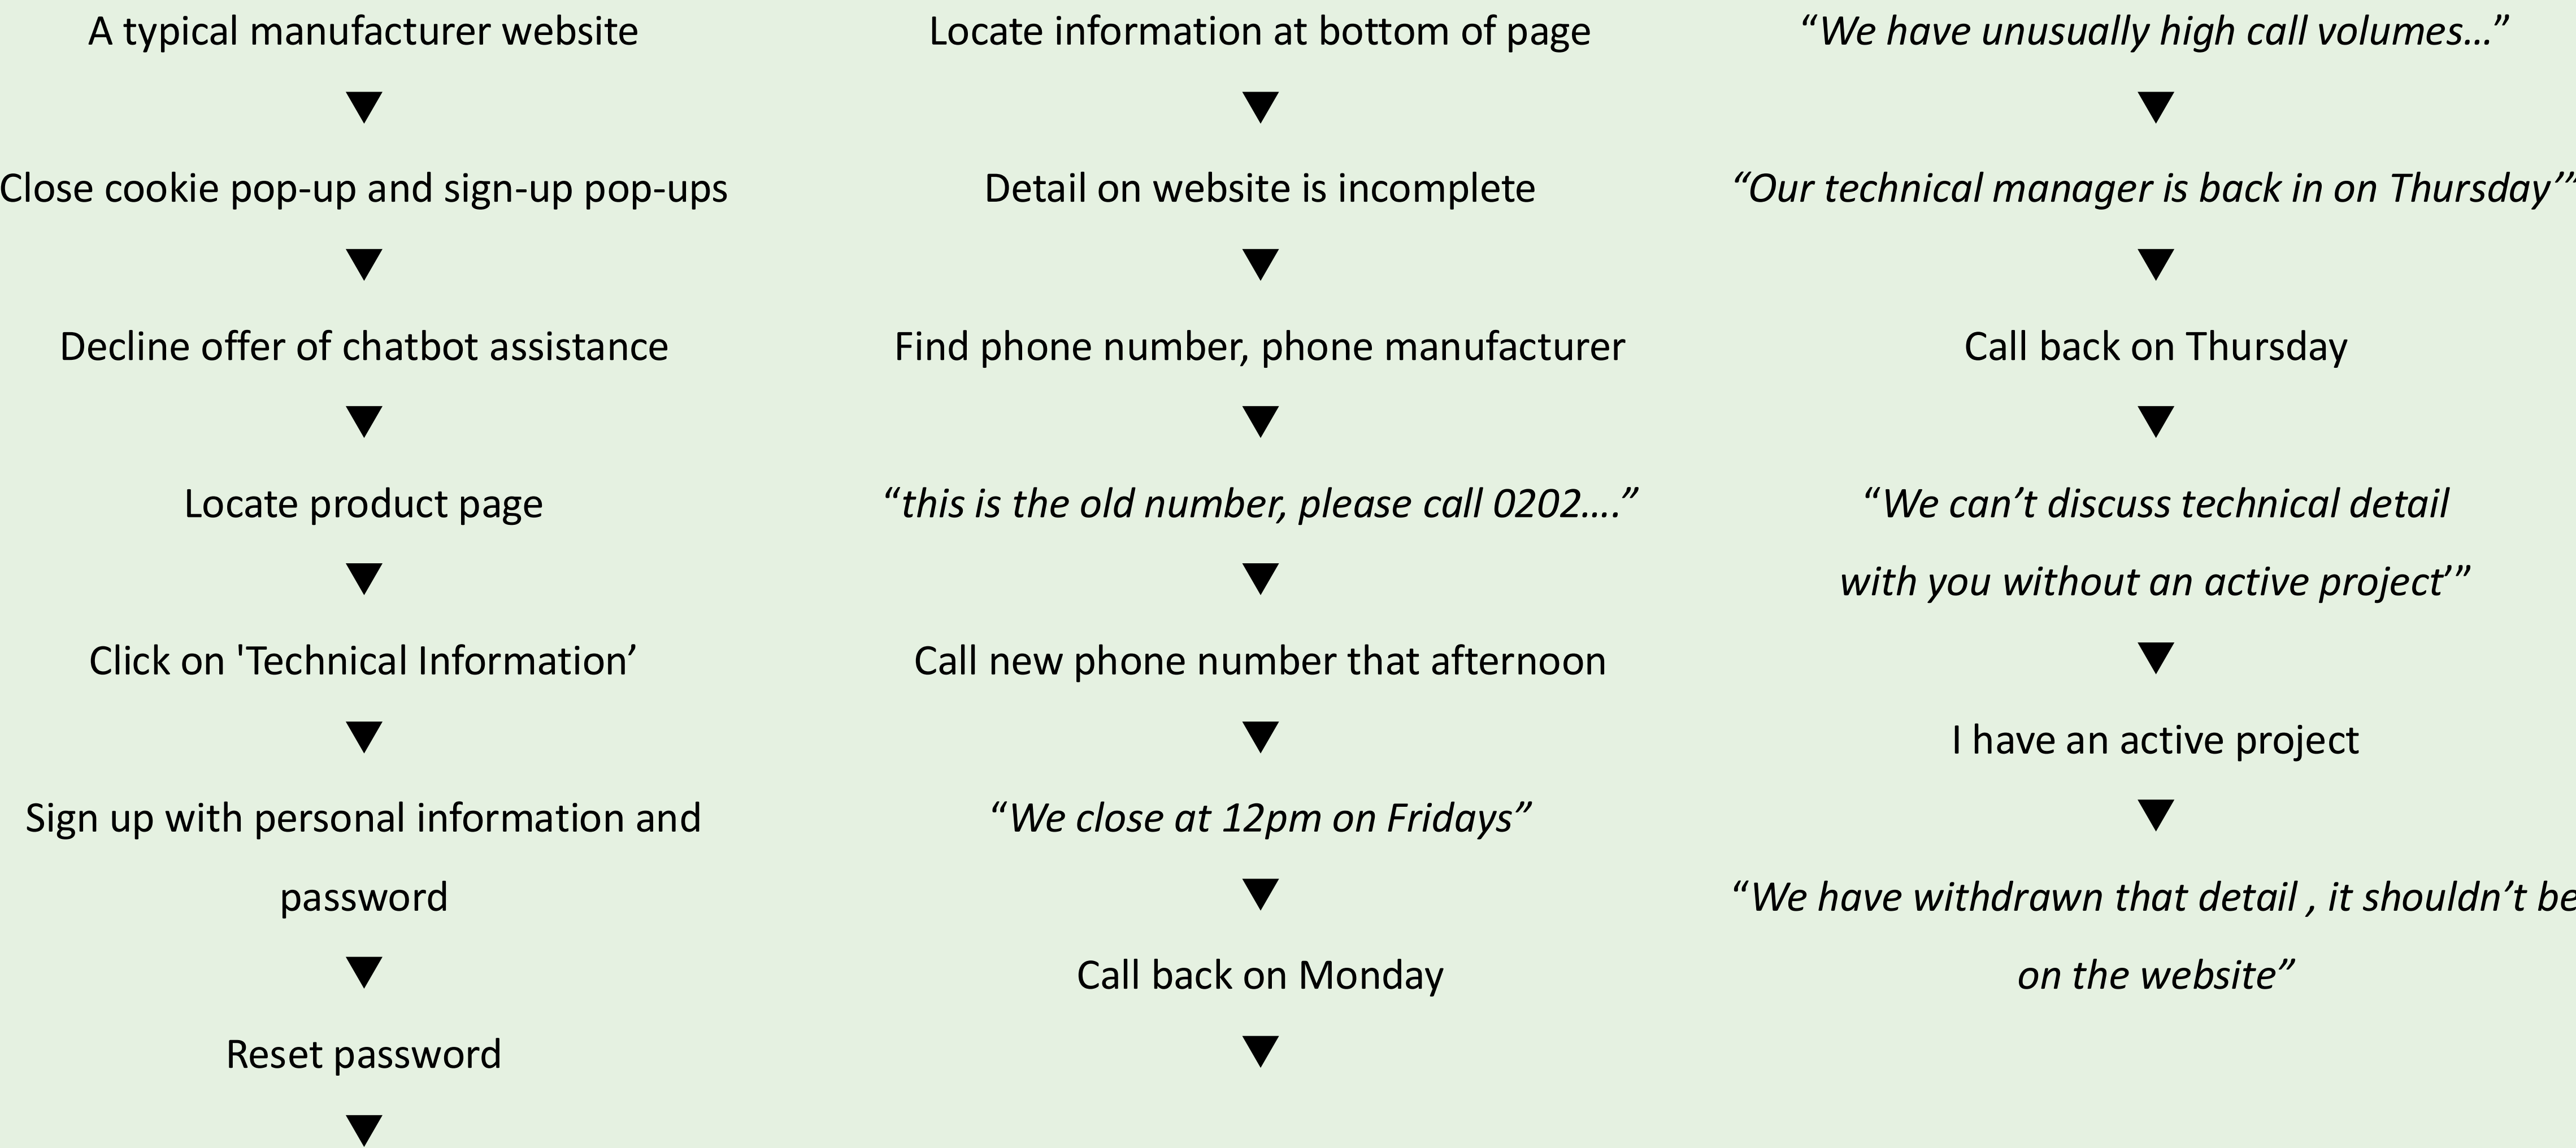 A typical manufacturer website
▼
Close cookie pop-up and sign-up pop-ups
▼
Decline offer of chatbot assistance
▼
Locate product page
▼
Click on 'Technical Information’
▼
Sign up with personal information and
password
▼
Reset password
▼
Locate information at bottom of page
▼
Detail on website is incomplete
▼
Find phone number, phone manufacturer
▼
“this is the old number, please call 0202....”
▼
Call new phone number that afternoon
▼
“We close at 12pm on Fridays”
▼
Call back on Monday
▼
“We have unusually high call volumes…”
▼
“Our technical manager is back in on Thursday’”
▼
Call back on Thursday
▼
“We can’t discuss technical detail
with you without an active project’”
▼
I have an active project
▼
“We have withdrawn that detail , it shouldn’t be
on the website”